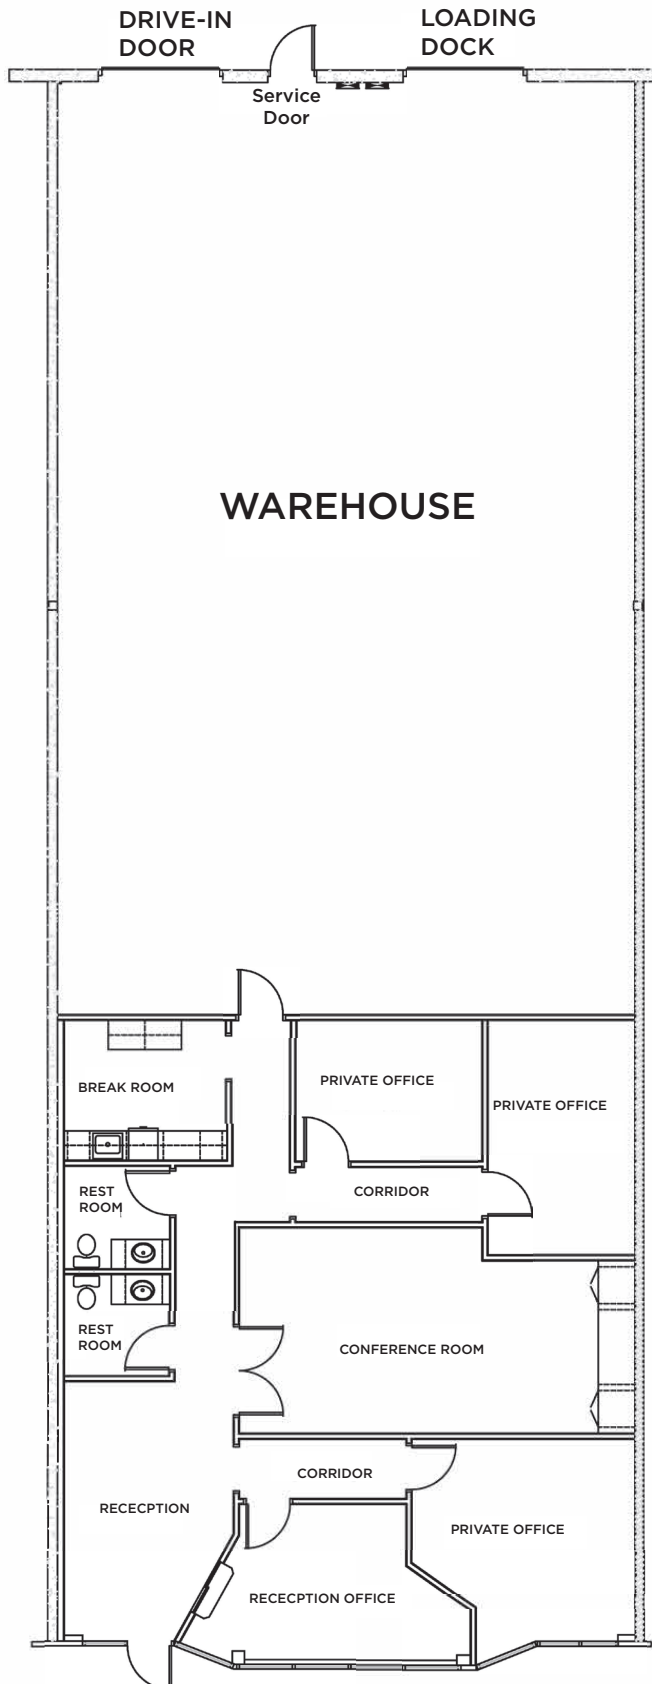 DRIVE-IN
DOOR
LOADING
DOCK
Service
Door
WAREHOUSE
BREAK ROOM
PRIVATE OFFICE
PRIVATE OFFICE
REST
ROOM
CORRIDOR
REST
ROOM
CONFERENCE ROOM
CORRIDOR
RECECPTION
PRIVATE OFFICE
RECECPTION OFFICE